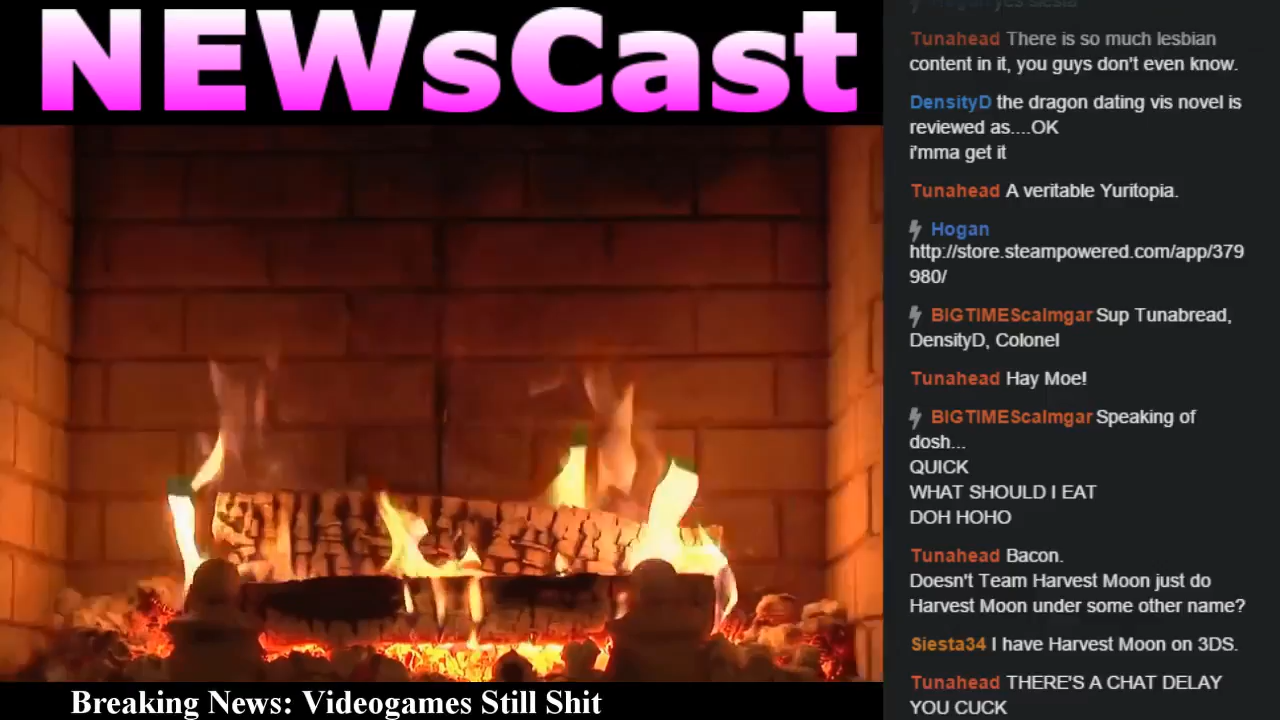 NEWsCast
Hogan yes siesta
Tunahead There is so much lesbian
content in it, you guys don't even know.
DensityD the dragon dating vis novel is
reviewed as....OK
i'mma get it
Tunahead A veritable Yuritopia.
Hogan
http://store.steampowered.com/app/379
980/
BIGTIMEScalmgar Sup Tunabread,
DensityD, Colonel
Tunahead Hay Moe!
BIGTIMEScalmgar Speaking of
dosh...
QUICK
WHAT SHOULD I EAT
DOH HOHO
Tunahead Bacon.
Doesn't Team Harvest Moon just do
Harvest Moon under some other name?
Siesta34 I have Harvest Moon on 3DS.
Tunahead THERE'S A CHAT DELAY
YOU CUCK
Breaking News: Videogames Still Shit